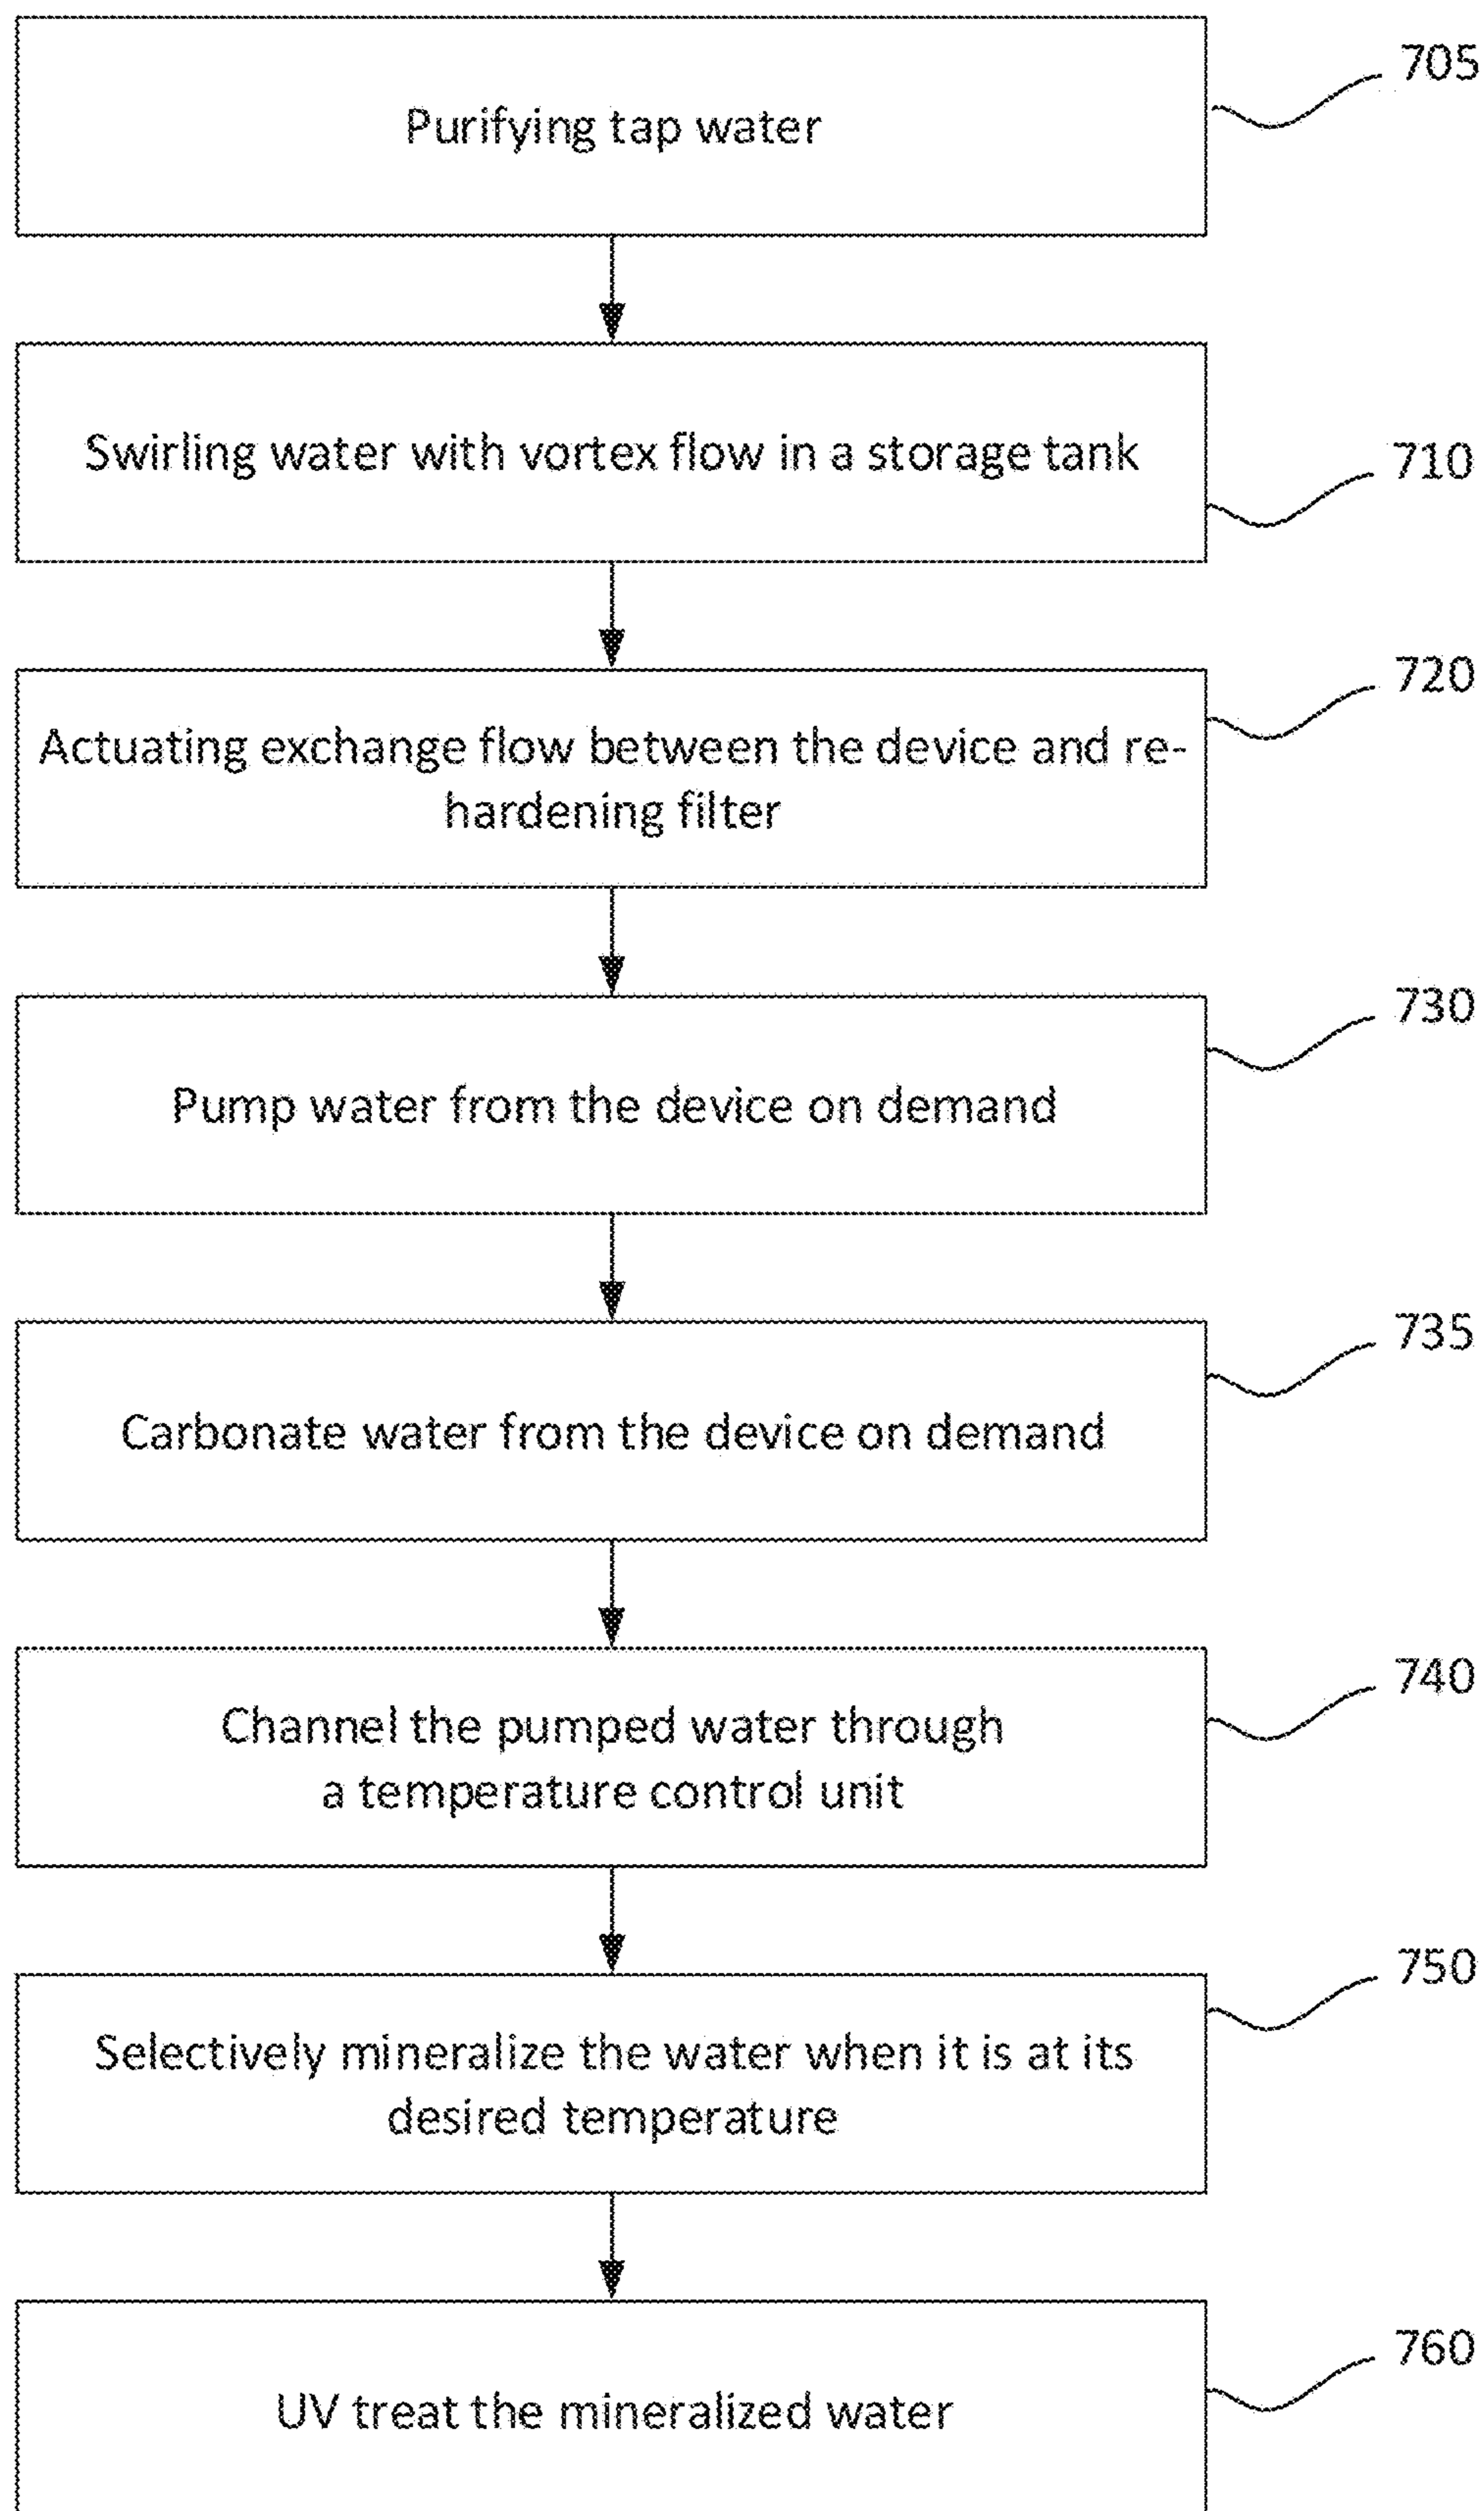 Purifying tap water
705
Swirling water with vortex flow in a storage tank
710
Actuating exchange flow between the device and re-
hardening filter
720
Pump water from the device on demand
730
Carbonate water from the device on demand
735
Channel the pumped water through
a temperature control unit
740
Selectively mineralize the water when it is at its
desired temperature
750
UV treat the mineralized water
760